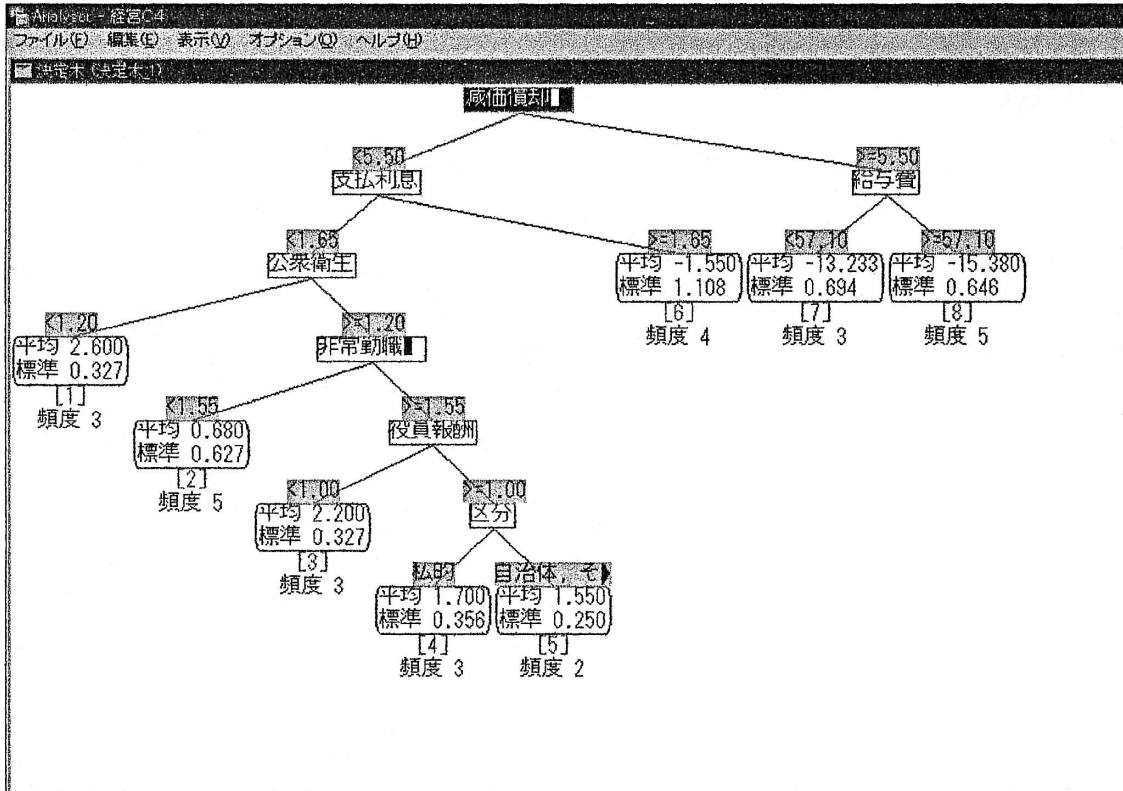 Analyser - 経営C4
ファイル(F) 編集(E) 表示(V) オプション(O) ヘルプ(H)
決定木 (決定木_1)
減価償却
<5.50
支払利息
>=5.50
給与費
<1.65
公衆衛生
>=1.65
平均 -1.550
標準 1.108
[6]
頻度 4
<57.10
平均 -13.233
標準 0.694
[7]
頻度 3
>=57.10
平均 -15.380
標準 0.646
[8]
頻度 5
<1.20
平均 2.600
標準 0.327
[1]
頻度 3
>=1.20
非常勤職
<1.55
平均 0.680
標準 0.627
[2]
頻度 5
>=1.55
役員報酬
<1.00
平均 2.200
標準 0.327
[3]
頻度 3
>=1.00
区分
私的
平均 1.700
標準 0.356
[4]
頻度 3
自治体, そ
平均 1.550
標準 0.250
[5]
頻度 2